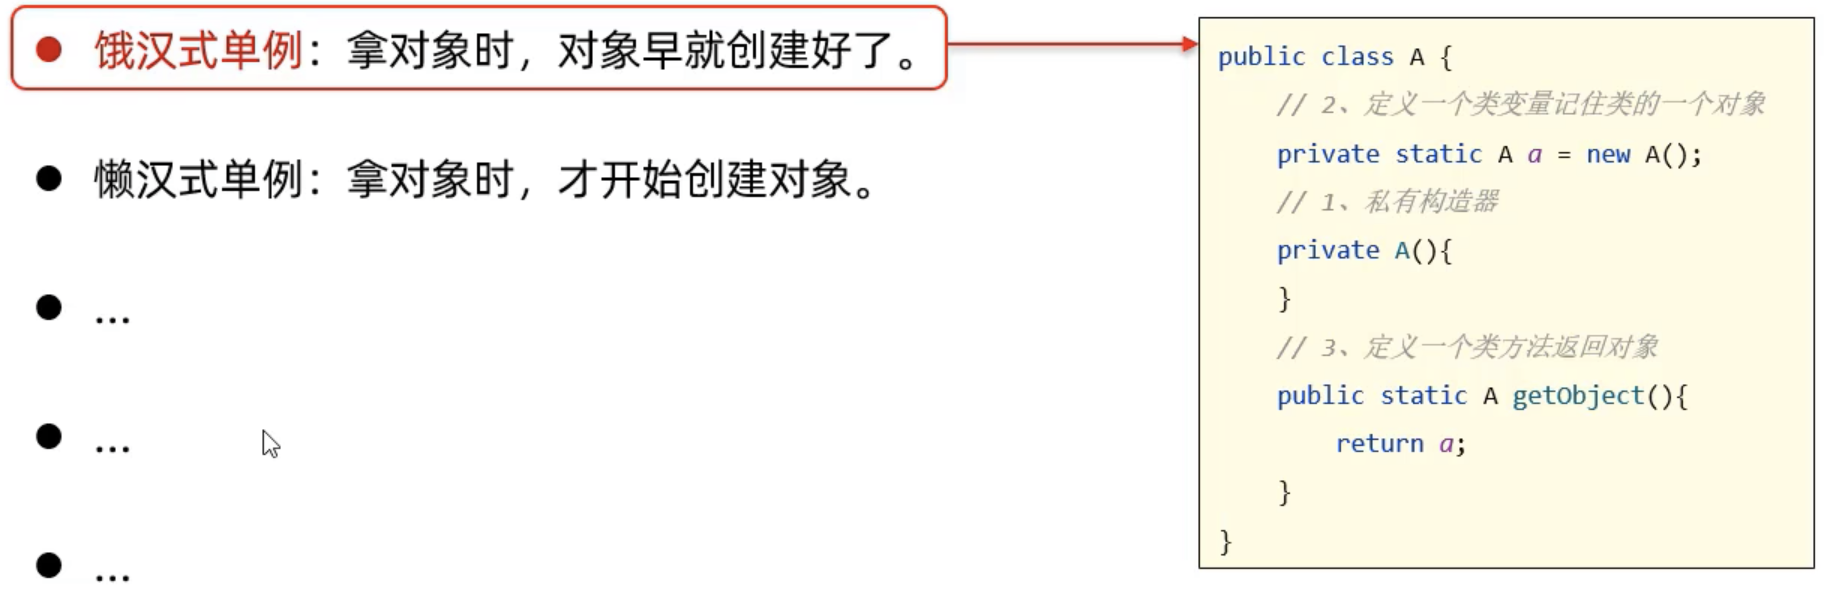 ● 饿汉式单例：拿对象时，对象早就创建好了。
● 懒汉式单例：拿对象时，才开始创建对象。
● ...
● ...
● ...
public class A {
    // 2、定义一个类变量记住类的一个对象
    private static A a = new A();
    // 1、私有构造器
    private A(){
    }
    // 3、定义一个类方法返回对象
    public static A getObject(){
        return a;
    }
}